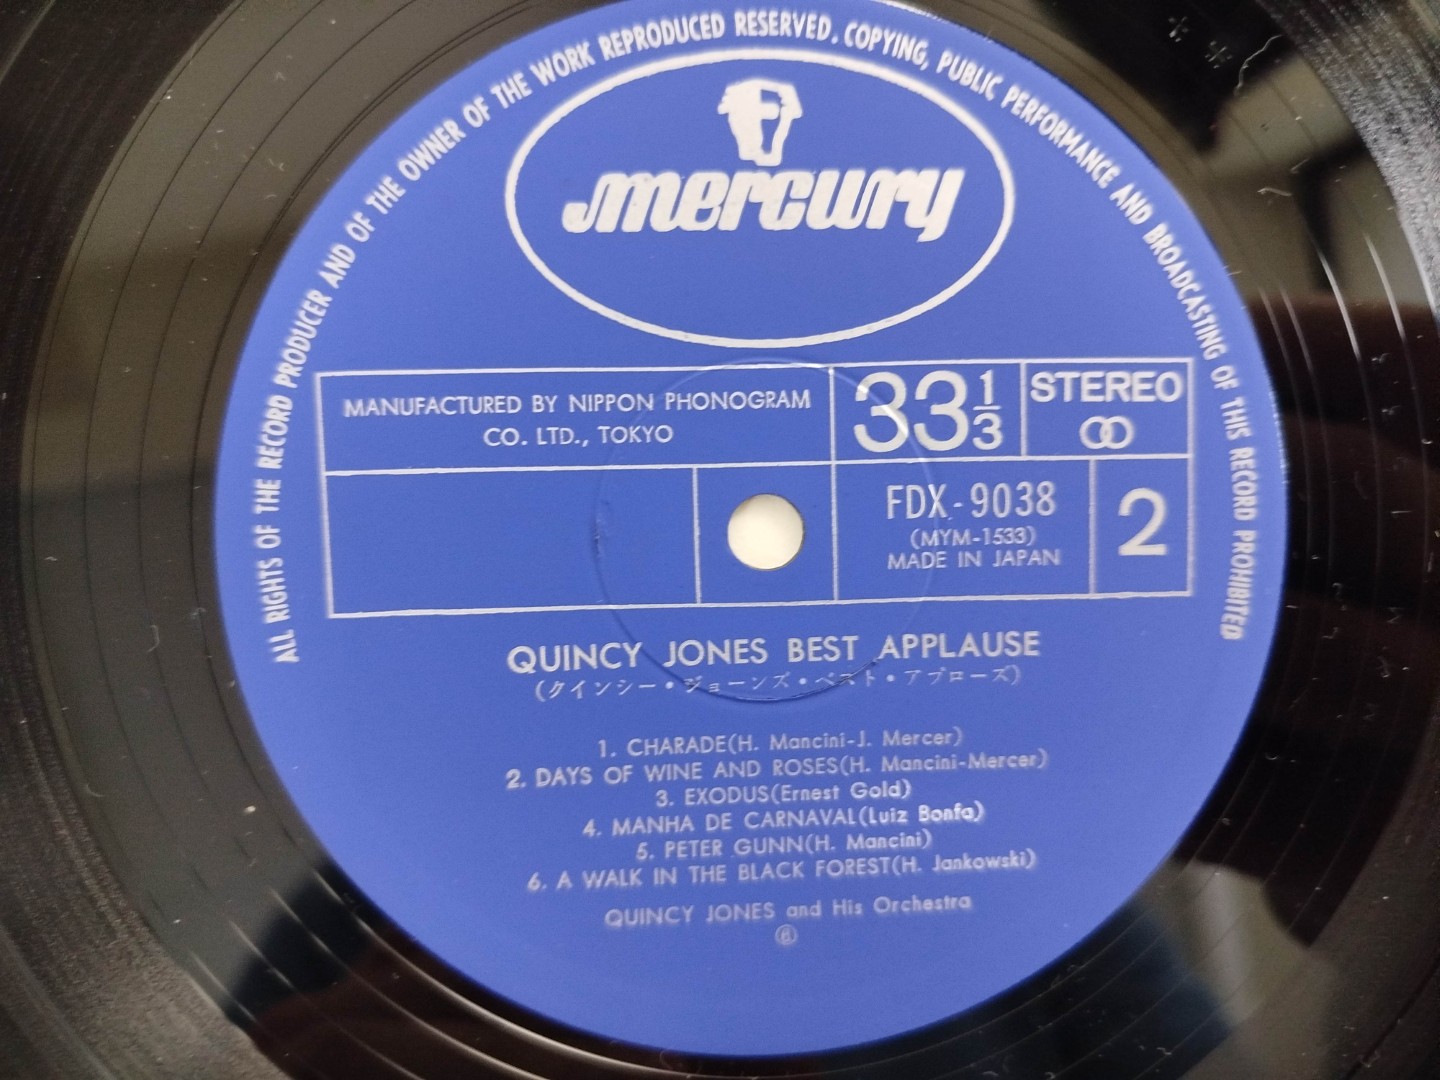 ALL RIGHTS OF THE RECORD PRODUCER AND OF THE OWNER OF THE WORK REPRODUCED RESERVED. COPYING, PUBLIC PERFORMANCE AND BROADCASTING OF THIS RECORD PROHIBITED
mercury
MANUFACTURED BY NIPPON PHONOGRAM
CO. LTD., TOKYO
33 1/3
STEREO
FDX-9038
(MYM-1533)
MADE IN JAPAN
2
QUINCY JONES BEST APPLAUSE
(クインシー・ジョーンズ・ベスト・アプローズ)
1. CHARADE(H. Mancini-J. Mercer)
2. DAYS OF WINE AND ROSES(H. Mancini-Mercer)
3. EXODUS(Ernest Gold)
4. MANHA DE CARNAVAL(Luiz Bonfa)
5. PETER GUNN(H. Mancini)
6. A WALK IN THE BLACK FOREST(H. Jankowski)
QUINCY JONES and His Orchestra